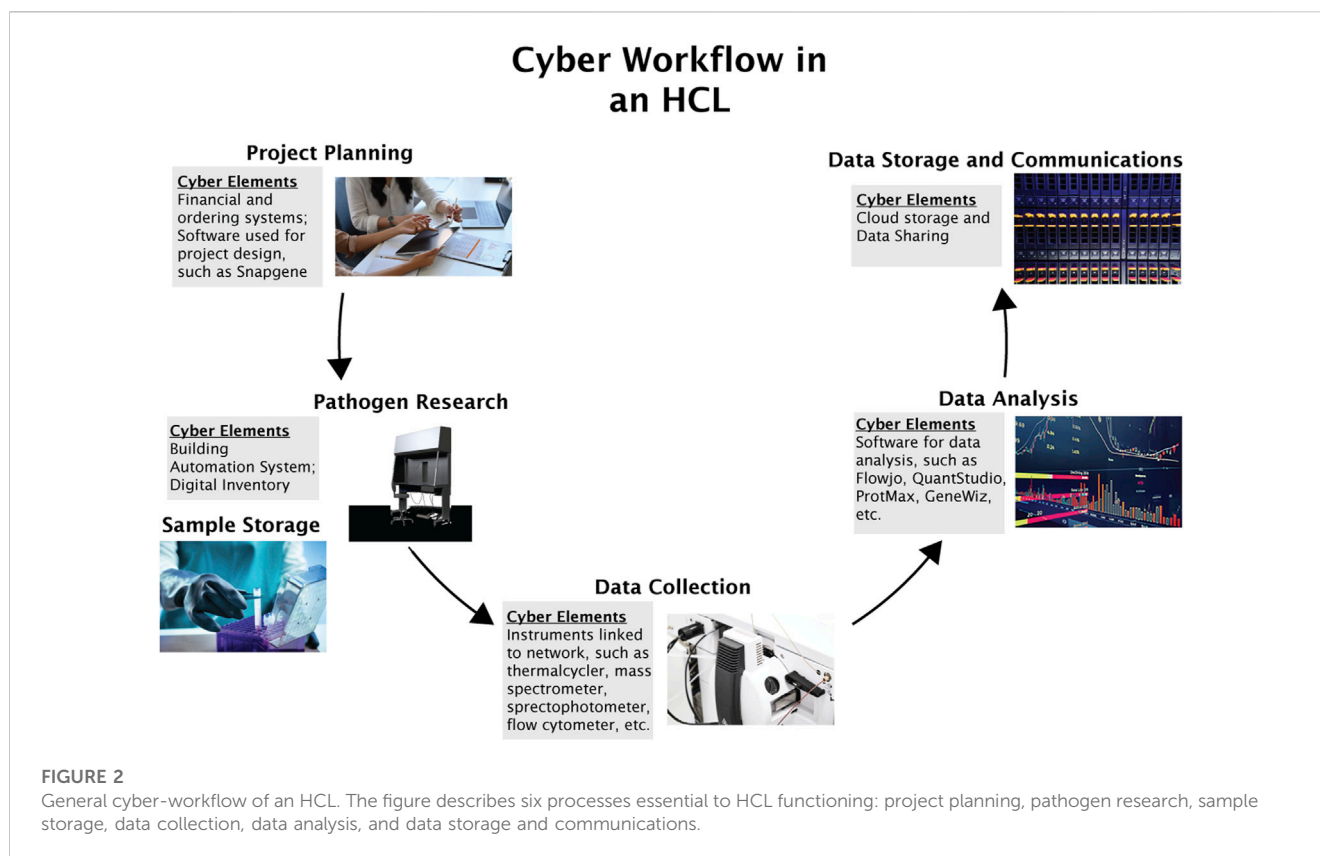 Cyber Workflow in
an HCL
Project Planning
Cyber Elements
Financial and
ordering systems;
Software used for
project design,
such as Snapgene
Pathogen Research
Cyber Elements
Building
Automation System;
Digital Inventory
Sample Storage
Data Collection
Cyber Elements
Instruments linked
to network, such as
thermalcycler, mass
spectrometer,
sprectophotometer,
flow cytometer, etc.
Data Analysis
Cyber Elements
Software for data
analysis, such as
Flowjo, QuantStudio,
ProtMax, GeneWiz,
etc.
Data Storage and Communications
Cyber Elements
Cloud storage and
Data Sharing
FIGURE 2
General cyber-workflow of an HCL. The figure describes six processes essential to HCL functioning: project planning, pathogen research, sample
storage, data collection, data analysis, and data storage and communications.